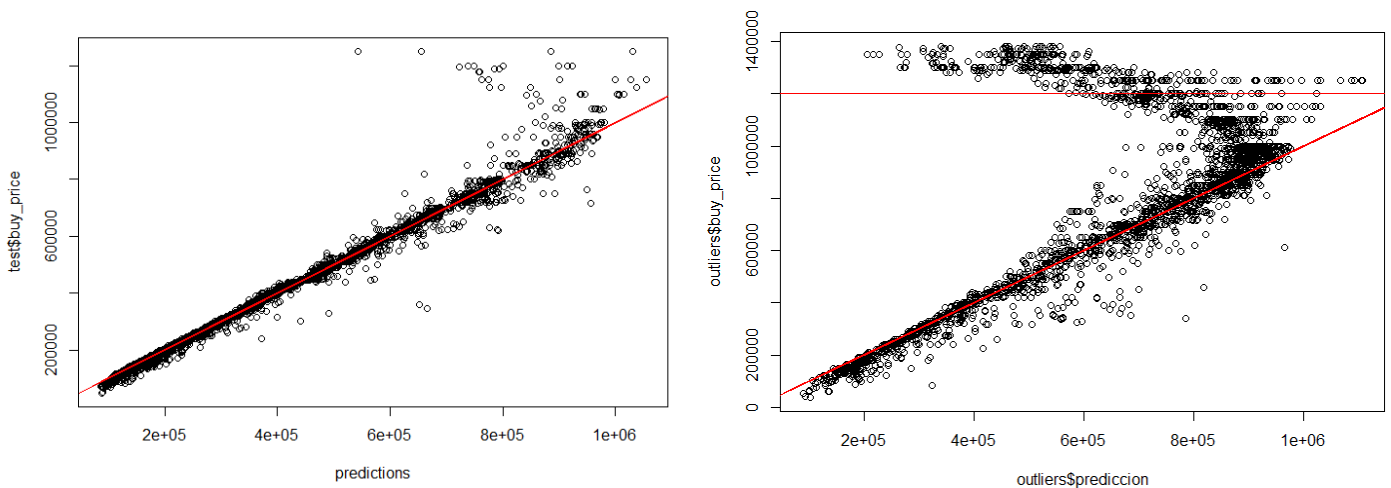 test$buy_price
200000
600000
1000000
2e+05
4e+05
6e+05
8e+05
1e+06
predictions
outliers$buy_price
0
200000
600000
1000000
1400000
2e+05
4e+05
6e+05
8e+05
1e+06
outliers$prediccion